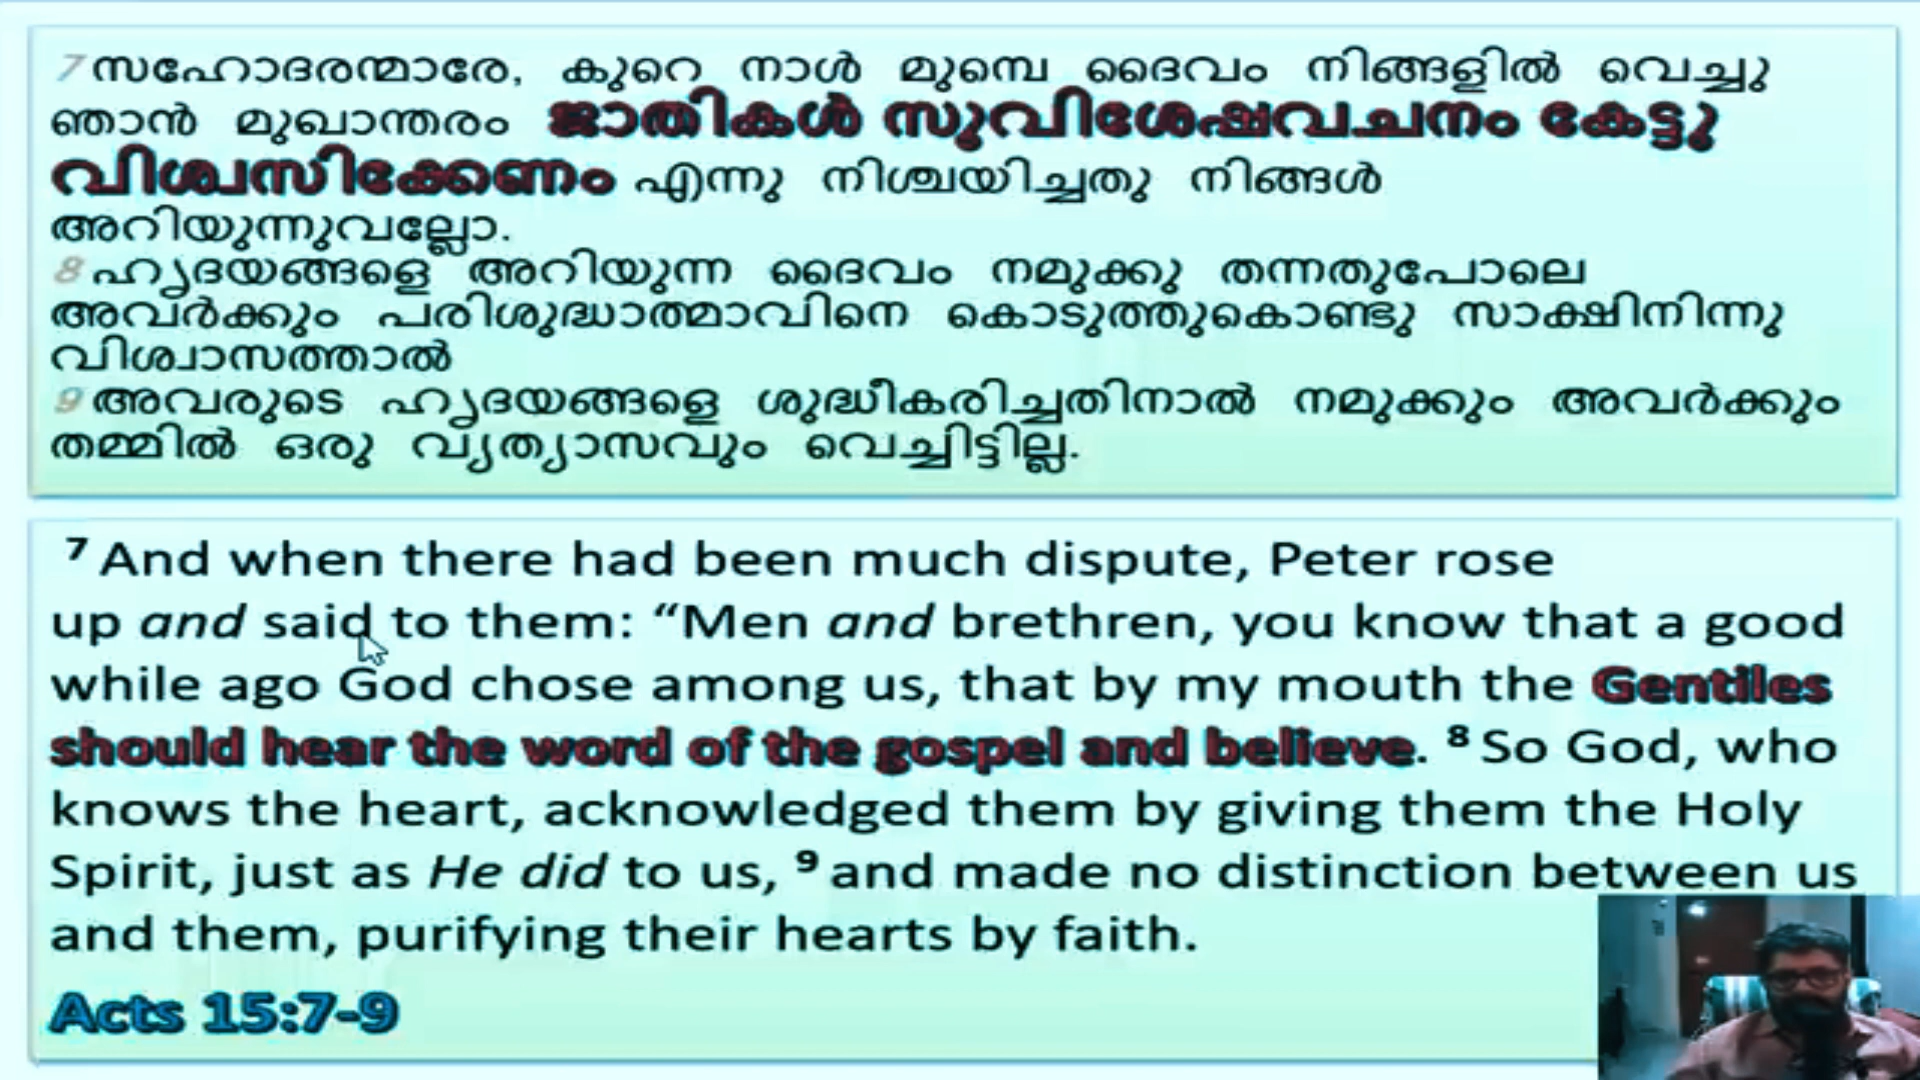 7 സഹോദരന്മാരേ, കുറെ നാൾ മുമ്പെ ദൈവം നിങ്ങളിൽ വെച്ചു
ഞാൻ മുഖാന്തരം ജാതികൾ സുവിശേഷവചനം കേട്ടു
വിശ്വസിക്കേണം എന്നു നിശ്ചയിച്ചതു നിങ്ങൾ
അറിയുന്നുവല്ലോ.
8 ഹൃദയങ്ങളെ അറിയുന്ന ദൈവം നമുക്കു തന്നതുപോലെ
അവർക്കും പരിശുദ്ധാത്മാവിനെ കൊടുത്തുകൊണ്ടു സാക്ഷിനിന്നു
വിശ്വാസത്താൽ
9 അവരുടെ ഹൃദയങ്ങളെ ശുദ്ധീകരിച്ചതിനാൽ നമുക്കും അവർക്കും
തമ്മിൽ ഒരു വ്യത്യാസവും വെച്ചിട്ടില്ല.
7 And when there had been much dispute, Peter rose
up and said to them: “Men and brethren, you know that a good
while ago God chose among us, that by my mouth the Gentiles
should hear the word of the gospel and believe. 8 So God, who
knows the heart, acknowledged them by giving them the Holy
Spirit, just as He did to us, 9 and made no distinction between us
and them, purifying their hearts by faith.
Acts 15:7-9